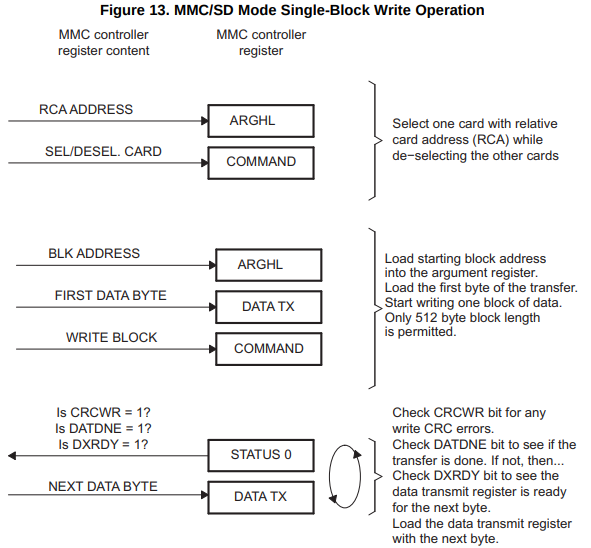 Figure 13. MMC/SD Mode Single-Block Write Operation
MMC controller
register content
MMC controller
register
RCA ADDRESS
ARGHL
SEL/DESEL. CARD
COMMAND
Select one card with relative
card address (RCA) while
de−selecting the other cards
BLK ADDRESS
ARGHL
FIRST DATA BYTE
DATA TX
WRITE BLOCK
COMMAND
Load starting block address
into the argument register.
Load the first byte of the transfer.
Start writing one block of data.
Only 512 byte block length
is permitted.
Is CRCWR = 1?
Is DATDNE = 1?
Is DXRDY = 1?
STATUS 0
NEXT DATA BYTE
DATA TX
Check CRCWR bit for any
write CRC errors.
Check DATDNE bit to see if the
transfer is done. If not, then...
Check DXRDY bit to see the
data transmit register is ready
for the next byte.
Load the data transmit register
with the next byte.